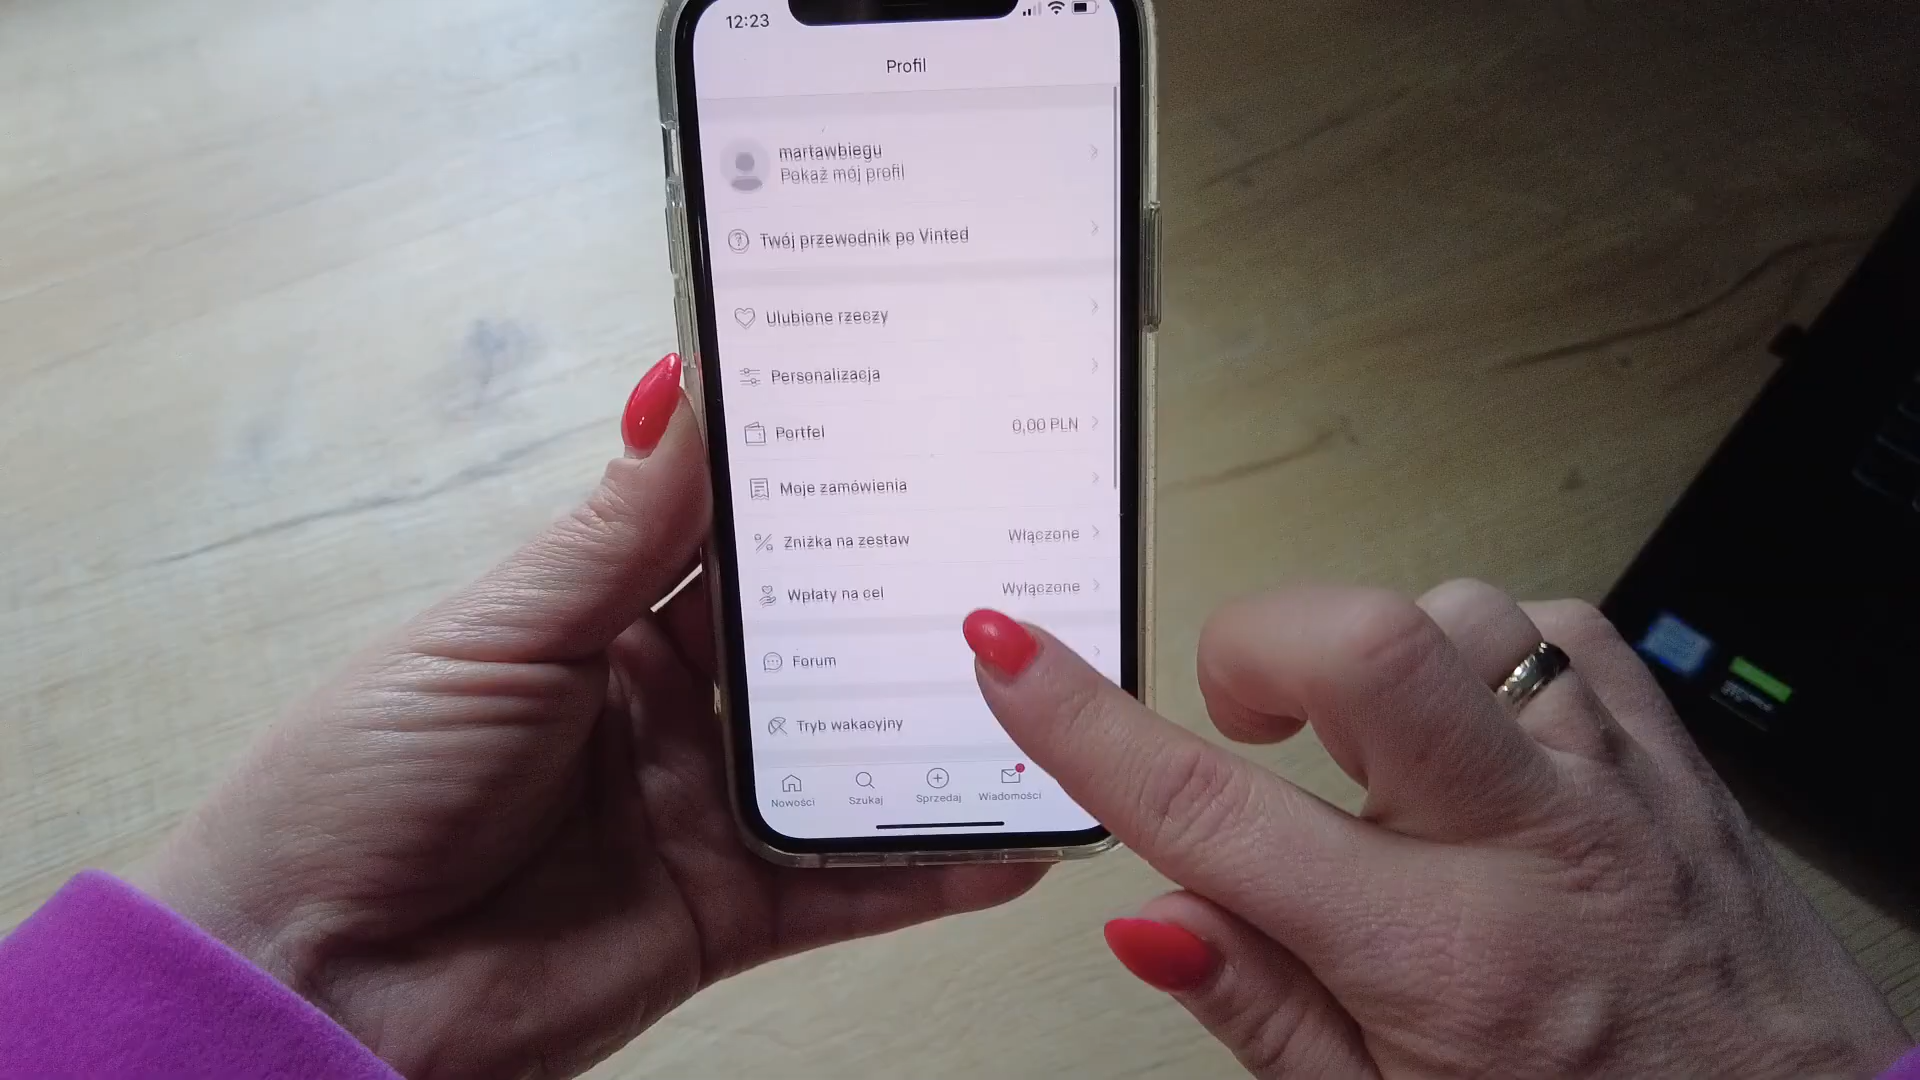 12:23
Profil
martawbiegu
Pokaż mój profil
Twój przewodnik po Vinted
Ulubione rzeczy
Personalizacja
Portfel 0,00 PLN
Moje zamówienia
Zniżka na zestaw Włączone
Wpłaty na cel Wyłączone
Forum
Tryb wakacyjny
Nowości Szukaj Sprzedaj Wiadomości